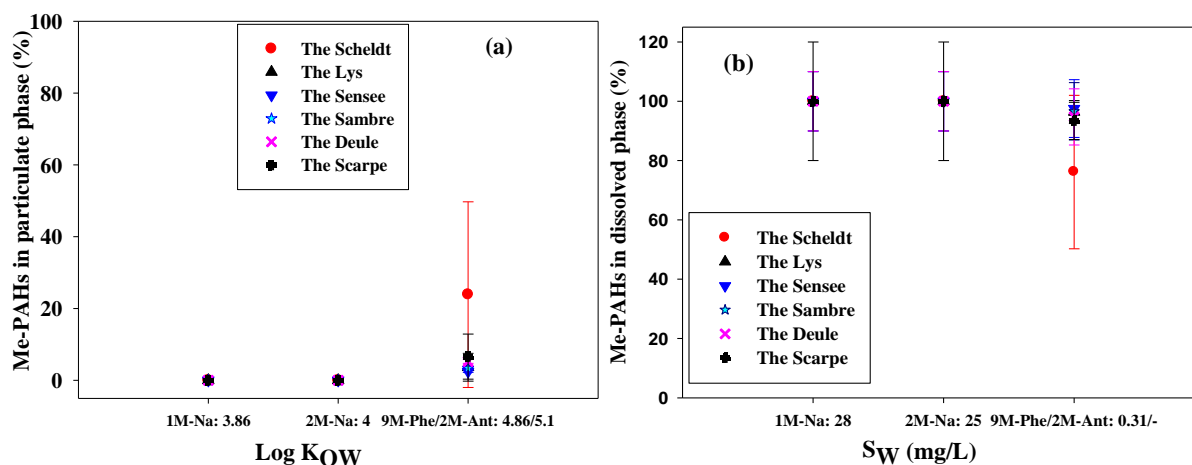 Me-PAHs in particulate phase (%)
100
80
60
40
20
0
(a)
The Scheldt
The Lys
The Sensee
The Sambre
The Deule
The Scarpe
1M-Na: 3.86
2M-Na: 4
9M-Phe/2M-Ant: 4.86/5.1
Log KOW
Me-PAHs in dissolved phase (%)
120
100
80
60
40
20
0
(b)
The Scheldt
The Lys
The Sensee
The Sambre
The Deule
The Scarpe
1M-Na: 28
2M-Na: 25
9M-Phe/2M-Ant: 0.31/-
SW (mg/L)